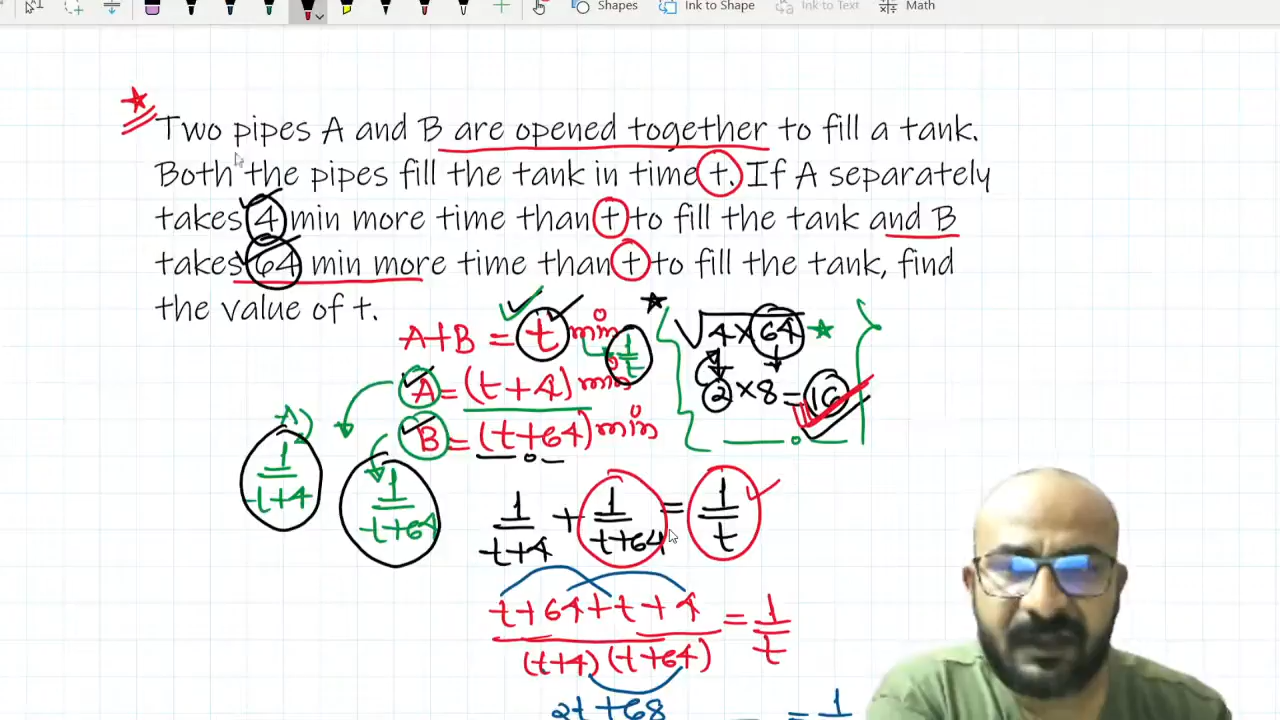 Shapes Ink to Shape Ink to Text Math
Two pipes A and B are opened together to fill a tank.
Both the pipes fill the tank in time t. If A separately
takes 4 min more time than t to fill the tank and B
takes 64 min more time than t to fill the tank, find
the value of t.
A+B = t min
1/t
√4×64
A = (t+4) min
2×8 = 16
B = (t+64) min
A)
1/t+4
1/t+64
1/t+4 + 1/t+64 = 1/t
t+64+t+4/(t+4)(t+64) = 1/t
2t+68
= 1